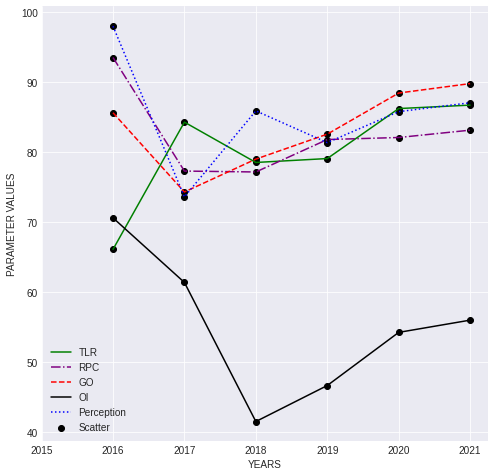 100
90
80
70
60
50
40
PARAMETER VALUES
TLR
RPC
GO
OI
Perception
Scatter
2015 2016 2017 2018 2019 2020 2021
YEARS